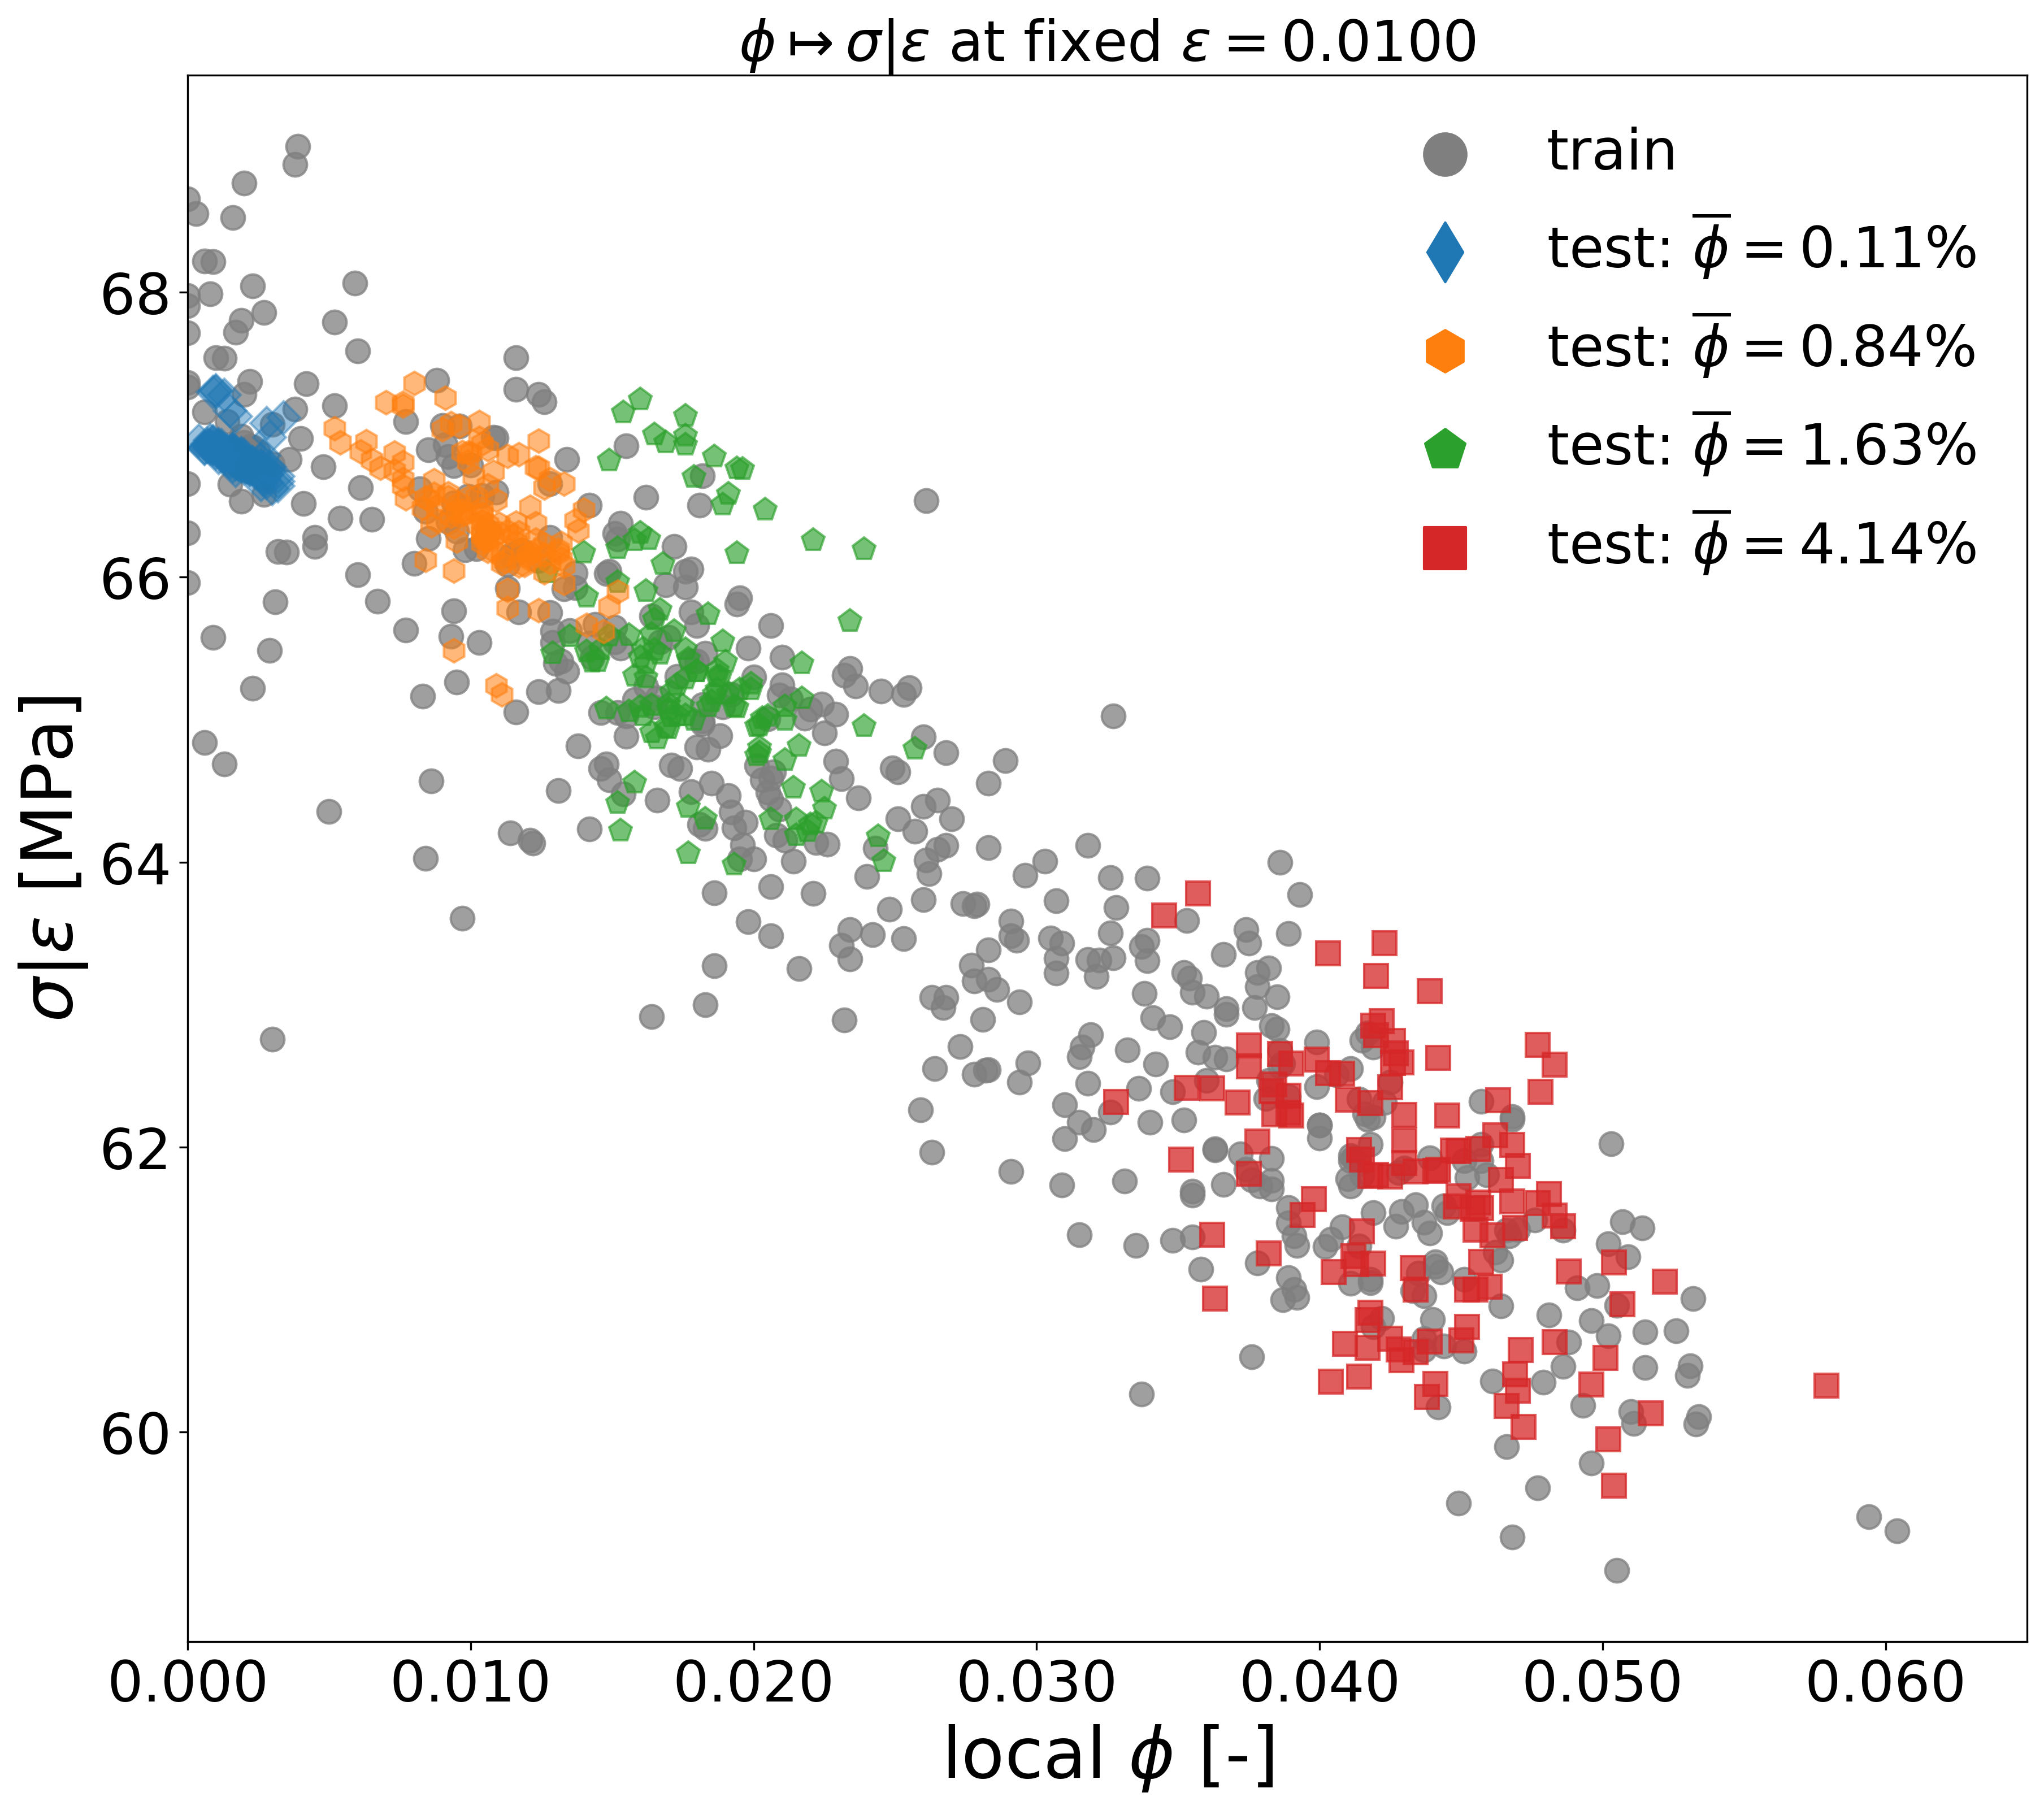 ϕ ↦ σ|ε at fixed ε = 0.0100
train
test: ϕ̅ = 0.11%
test: ϕ̅ = 0.84%
test: ϕ̅ = 1.63%
test: ϕ̅ = 4.14%
σ|ε [MPa]
68
66
64
62
60
0.000 0.010 0.020 0.030 0.040 0.050 0.060
local ϕ [-]